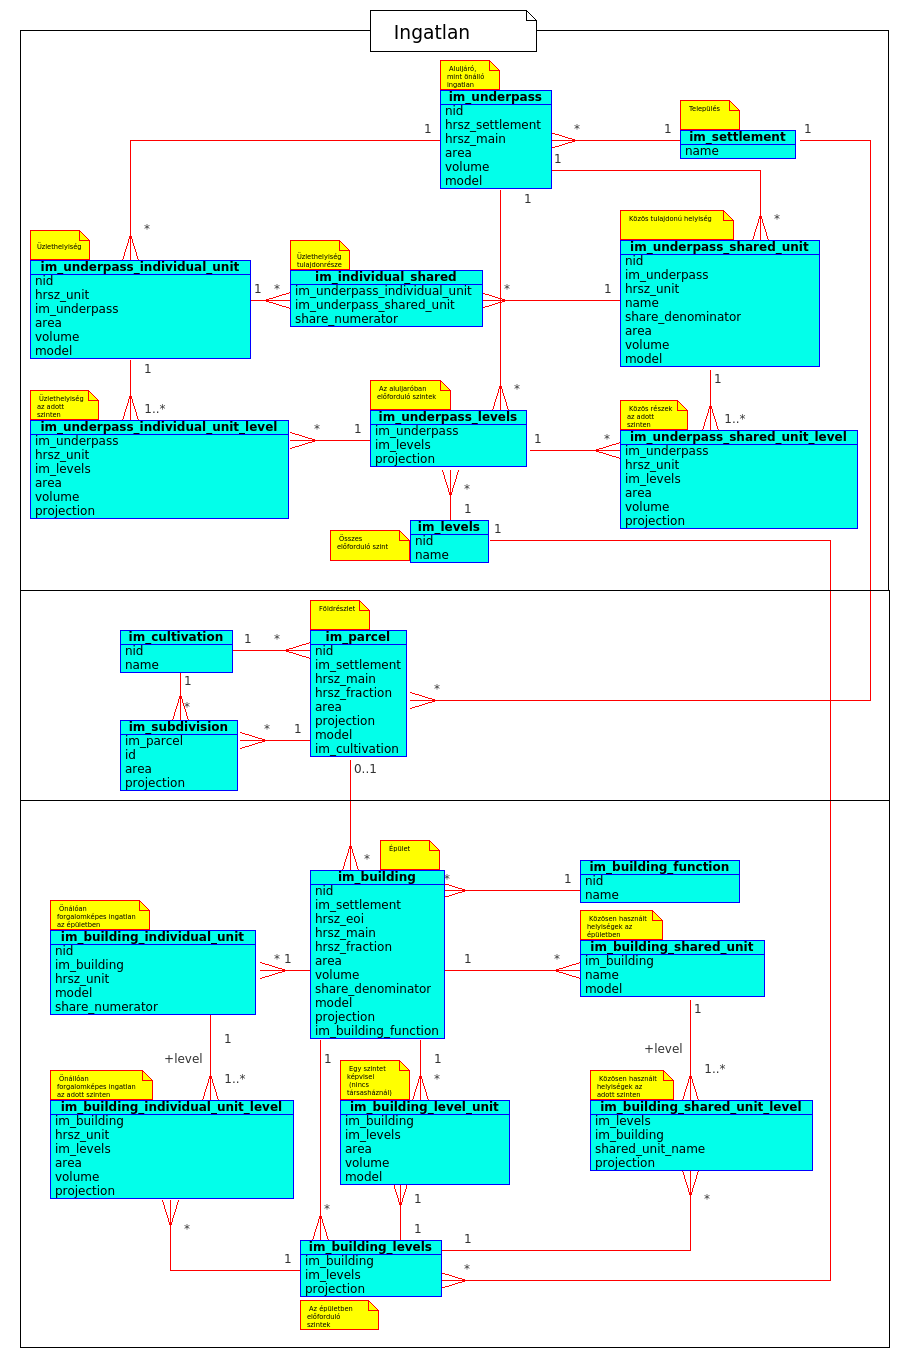 Ingatlan
Aluljáró,
mint önálló
ingatlan
im_underpass
nid
hrsz_settlement
hrsz_main
area
volume
model
Település
im_settlement
name
1
*
1
1
1
1
*
*
Üzlethelyiség
im_underpass_individual_unit
nid
hrsz_unit
im_underpass
area
volume
model
Üzlethelyiség
tulajdonrésze
im_individual_shared
im_underpass_individual_unit
im_underpass_shared_unit
share_numerator
Közös tulajdonú helyiség
im_underpass_shared_unit
nid
im_underpass
hrsz_unit
name
share_denominator
area
volume
model
1
*
*
1
1
1..*
*
1
1..*
Üzlethelyiség
az adott
szinten
im_underpass_individual_unit_level
im_underpass
hrsz_unit
im_levels
area
volume
projection
Az aluljaróban
előforduló szintek
im_underpass_levels
im_underpass
im_levels
projection
Közös részek
az adott
szinten
im_underpass_shared_unit_level
im_underpass
hrsz_unit
im_levels
area
volume
projection
*
1
1
*
*
1
Összes
előforduló szint
im_levels
nid
name
1
Földrészlet
im_cultivation
nid
name
1
*
im_parcel
nid
im_settlement
hrsz_main
hrsz_fraction
area
projection
model
im_cultivation
*
1
*
im_subdivision
im_parcel
id
area
projection
*
1
0..1
*
Épület
im_building
nid
im_settlement
hrsz_eoi
hrsz_main
hrsz_fraction
area
volume
share_denominator
model
projection
im_building_function
*
1
im_building_function
nid
name
Önálóan
forgalomképes ingatlan
az épületben
im_building_individual_unit
nid
im_building
hrsz_unit
model
share_numerator
*
1
1
*
Közösen használt
helyiségek az
épületben
im_building_shared_unit
im_building
name
model
1
+level
1..*
1
1
*
1
+level
1..*
Önálóan
forgalomképes ingatlan
az adott szinten
im_building_individual_unit_level
im_building
hrsz_unit
im_levels
area
volume
projection
Egy szintet
képvisel
(nincs
társasháznál)
im_building_level_unit
im_building
im_levels
area
volume
model
Közösen használt
helyiségek az
adott szinten
im_building_shared_unit_level
im_levels
im_building
shared_unit_name
projection
*
1
*
1
1
1
*
*
im_building_levels
im_building
im_levels
projection
Az épületben
előforduló
szintek